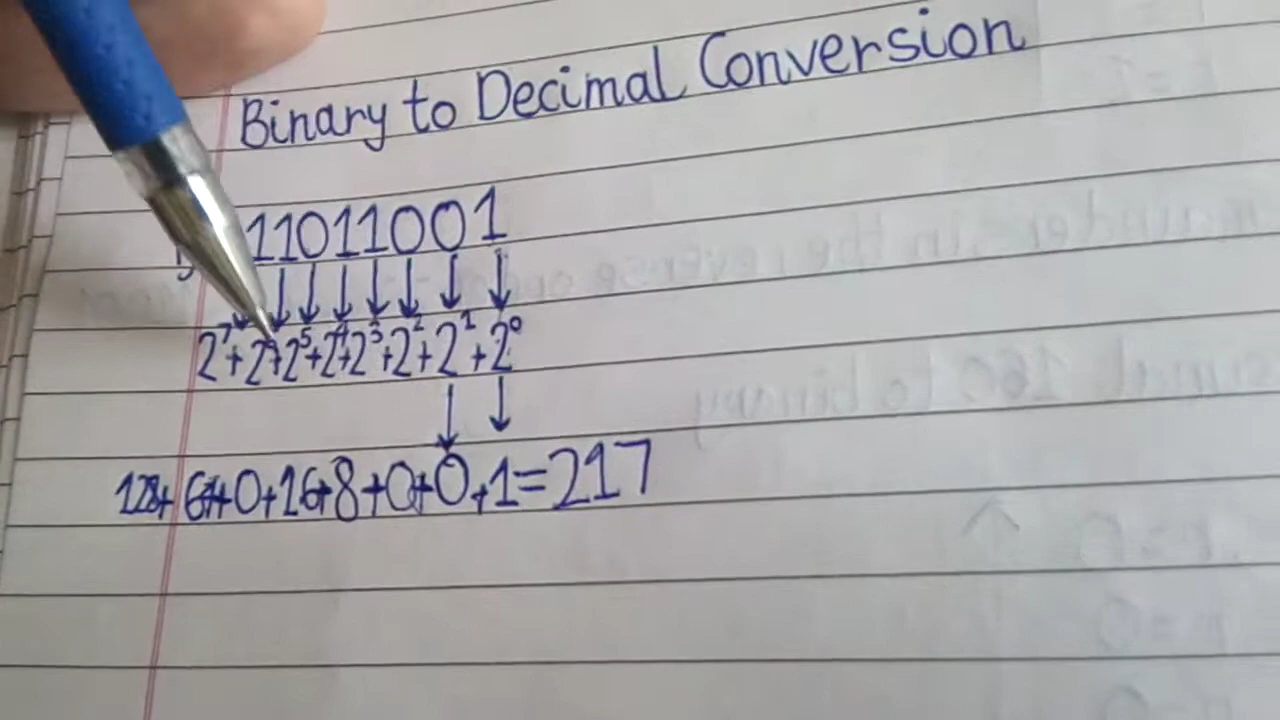 Binary to Decimal Conversion
11011001
2⁷+2⁶+2⁵+2⁴+2³+2²+2¹+2⁰
128+64+0+16+8+0+0+1=217